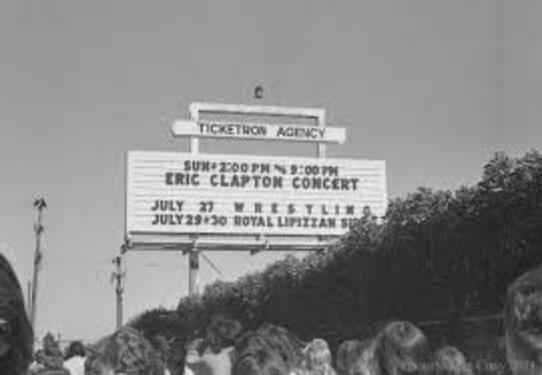 TICKETRON AGENCY
SUN• 2:00 PM 9:00 PM
ERIC CLAPTON CONCERT
JULY 27 WRESTLING
JULY 29•30 ROYAL LIPIZZAN